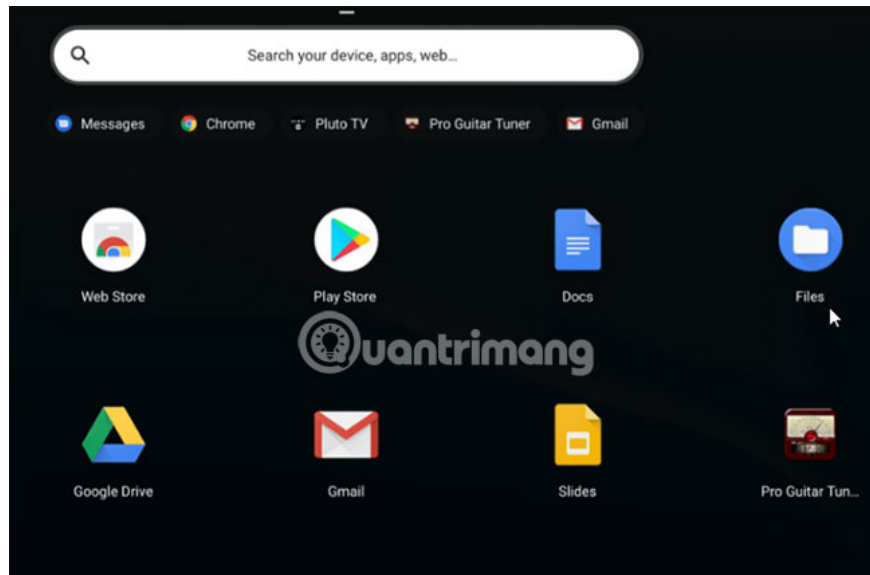 Search your device, apps, web...
Messages Chrome Pluto TV Pro Guitar Tuner Gmail
Web Store Play Store Docs Files
Quantrimang
Google Drive Gmail Slides Pro Guitar Tun...